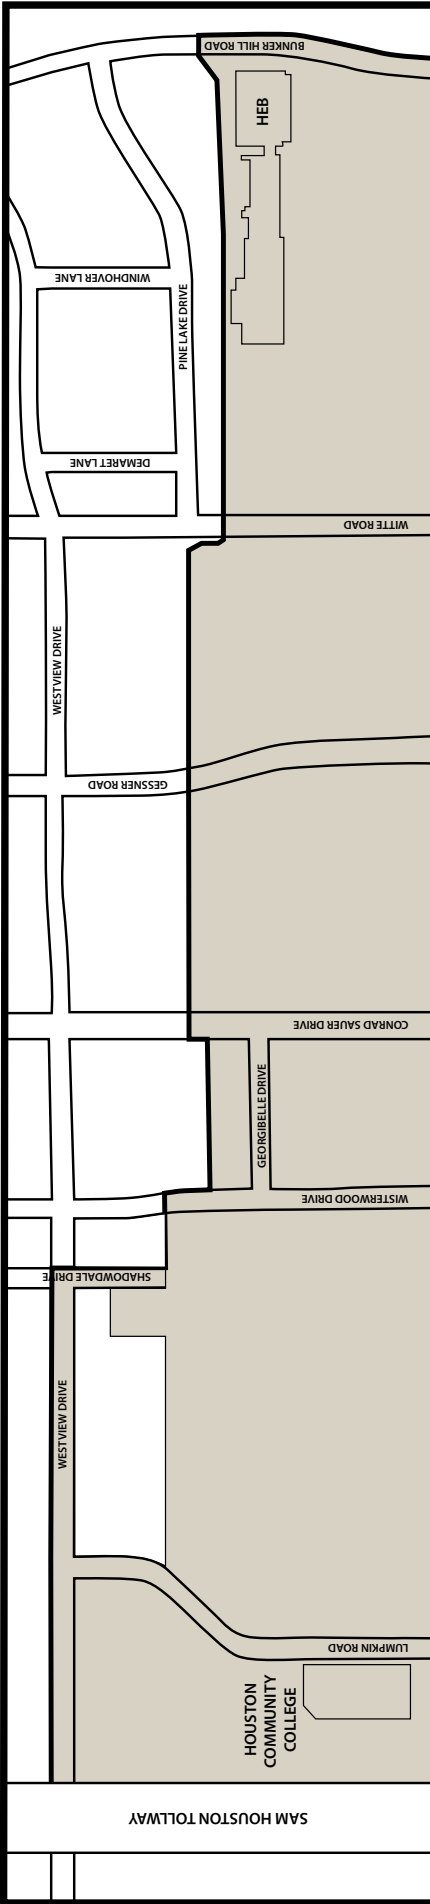 BUNKER HILL ROAD
HEB
WINDHOVER LANE
PINE LAKE DRIVE
DEMARET LANE
WITTE ROAD
WESTVIEW DRIVE
GESSNER ROAD
CONRAD SAUER DRIVE
GEORGIBELLE DRIVE
WISTERWOOD DRIVE
SHADOWDALE DRIVE
WESTVIEW DRIVE
LUMPKIN ROAD
HOUSTON
COMMUNITY
COLLEGE
SAM HOUSTON TOLLWAY